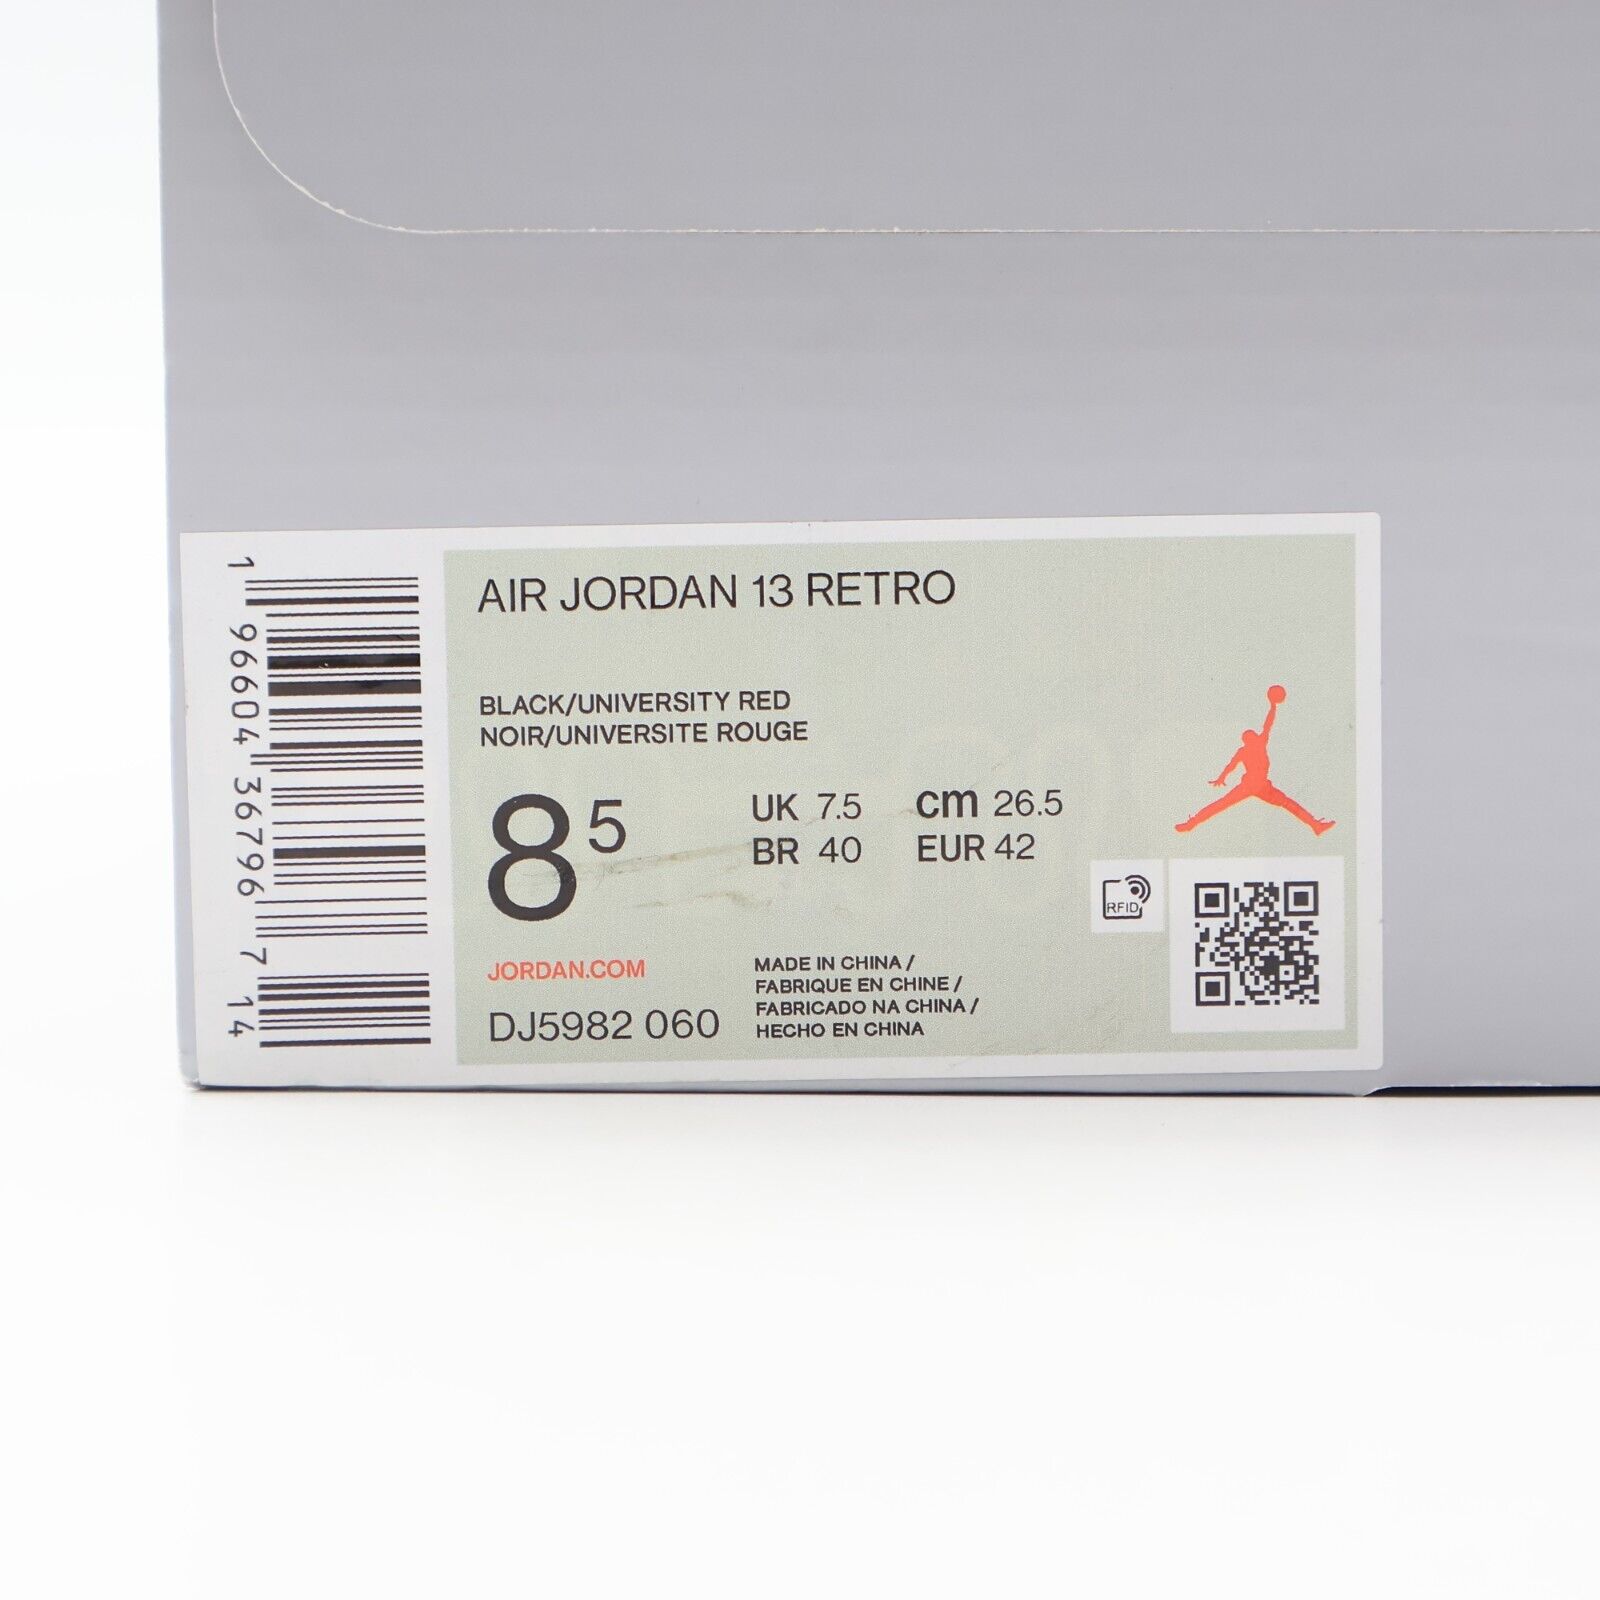 AIR JORDAN 13 RETRO
BLACK/UNIVERSITY RED
NOIR/UNIVERSITE ROUGE
8 5
UK 7.5 cm 26.5
BR 40 EUR 42
RFID
JORDAN.COM
DJ5982 060
MADE IN CHINA /
FABRIQUE EN CHINE /
FABRICADO NA CHINA /
HECHO EN CHINA
1 96604 36796 7 14